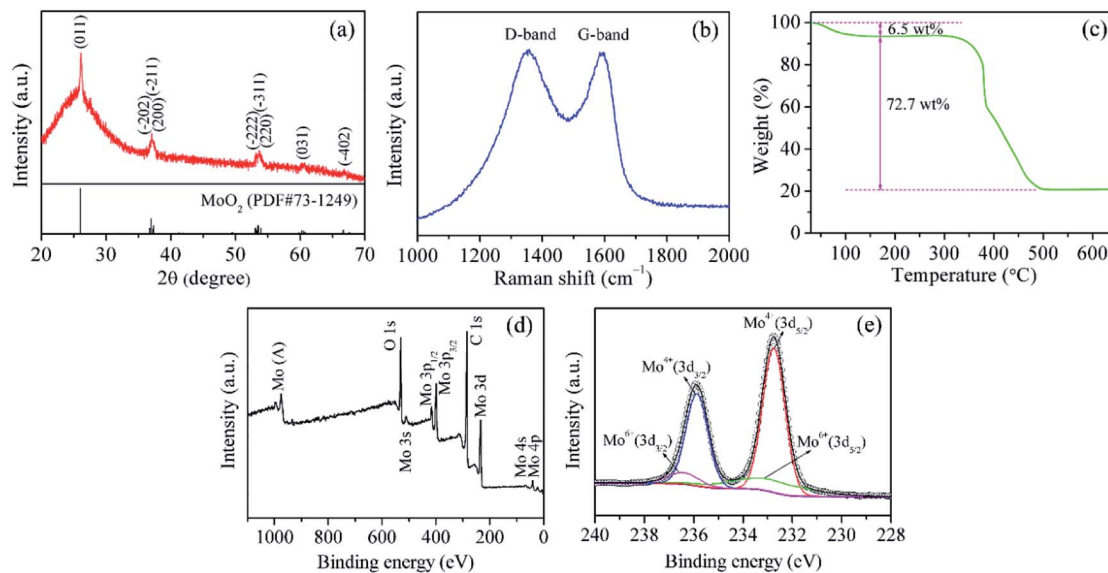 (a)
(011)
(-202)(-211)
(200)
(-222)(-311)
(220)
(031)
(-402)
MoO₂ (PDF#73-1249)
Intensity (a.u.)
20 30 40 50 60 70
2θ (degree)
(b)
D-band G-band
Intensity (a.u.)
1000 1200 1400 1600 1800 2000
Raman shift (cm⁻¹)
(c)
6.5 wt%
72.7 wt%
Weight (%)
100
80
60
40
20
0
100 200 300 400 500 600
Temperature (°C)
(d)
Mo (A)
O 1s
Mo 3s
Mo 3p₁/₂
Mo 3p₃/₂
C 1s
Mo 3d
Mo 4s
Mo 4p
Intensity (a.u.)
1000 800 600 400 200 0
Binding energy (eV)
(e)
Mo⁴⁺(3d₅/₂)
Mo⁴⁺(3d₃/₂)
Mo⁶⁺(3d₃/₂)
Mo⁶⁺(3d₅/₂)
Intensity (a.u.)
240 238 236 234 232 230 228
Binding energy (eV)